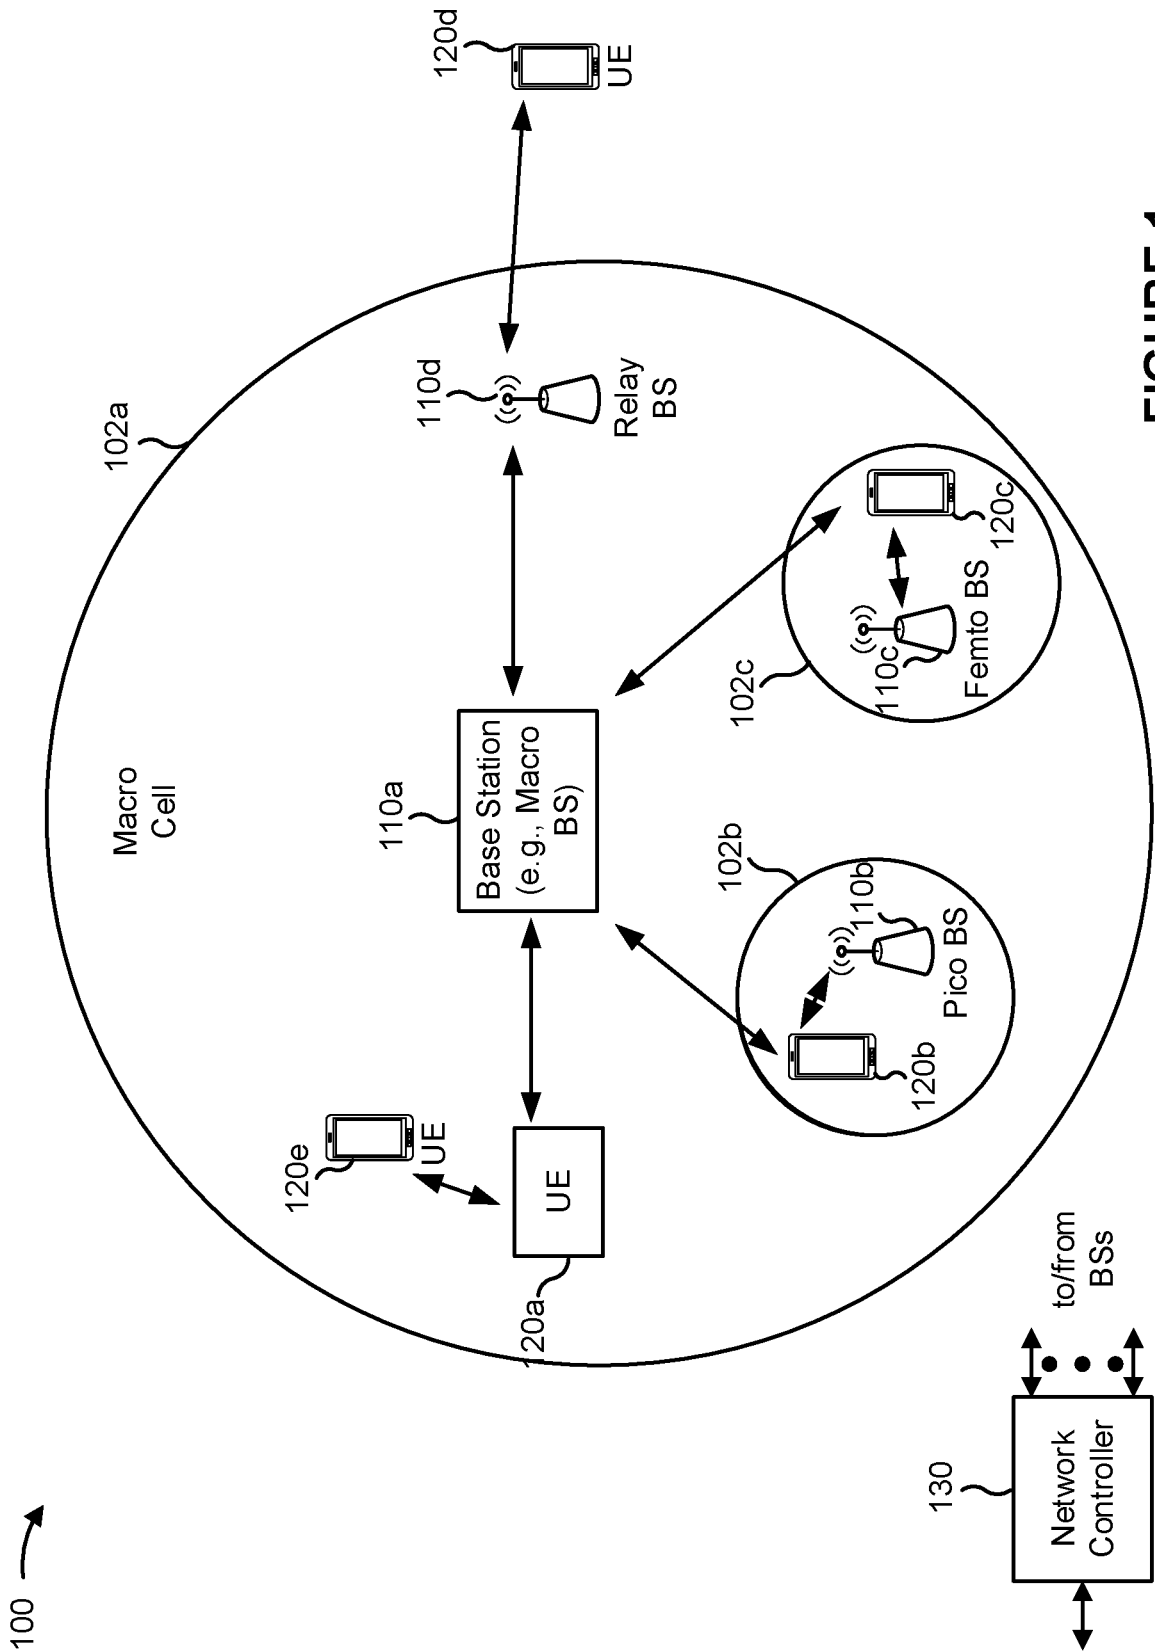 100
102a
Macro
Cell
110a
Base Station
(e.g., Macro
BS)
120e
UE
120a
UE
110d
Relay
BS
120d
UE
102b
110b
Pico BS
120b
102c
110c
Femto BS
120c
130
Network
Controller
to/from
BSs
FIGURE 1